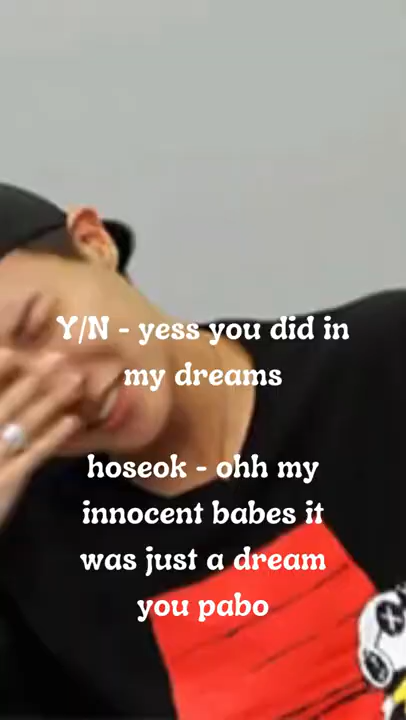 Y/N - yess you did in
my dreams
hoseok - ohh my
innocent babes it
was just a dream
you pabo